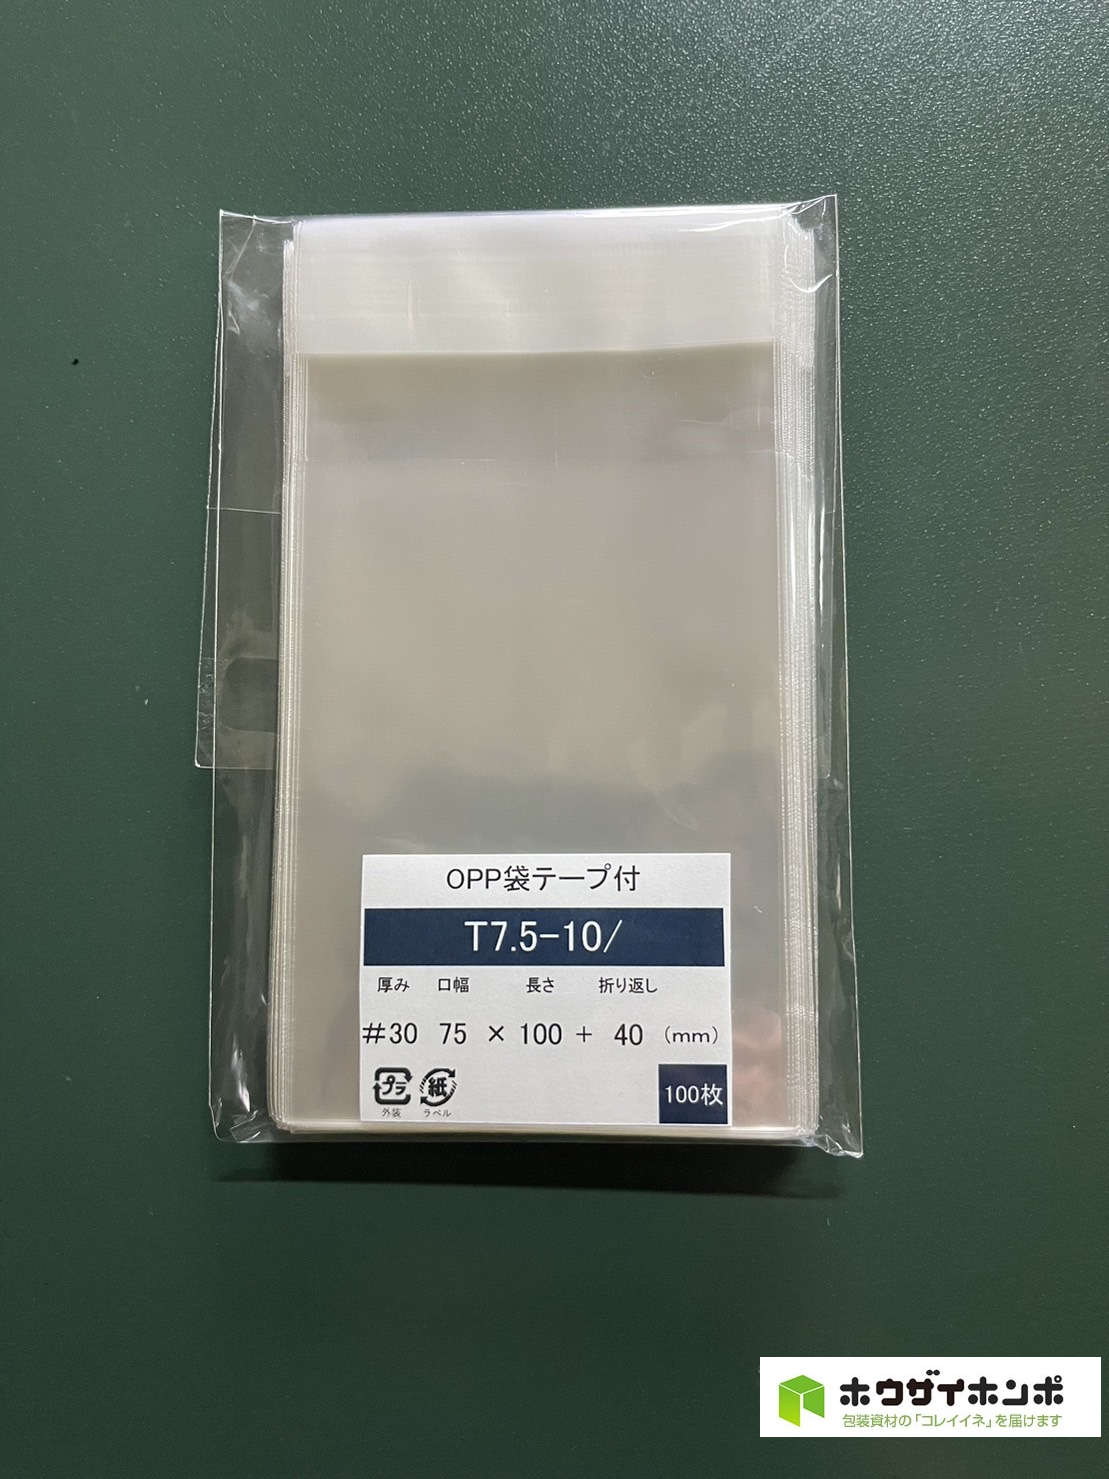 OPP袋テープ付
T7.5-10/
厚み 口幅 長さ 折り返し
#30 75 × 100 + 40 (mm)
プラ 紙
外装 ラベル
100枚
ホウザイホンポ
包装資材の「コレイイネ」を届けます